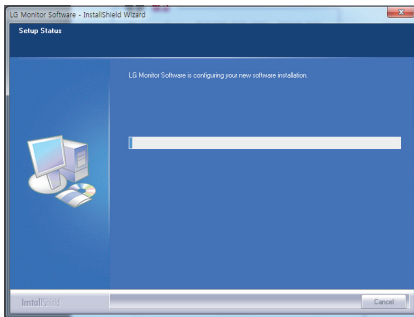 LG Monitor Software - InstallShield Wizard
Setup Status
LG Monitor Software is configuring your new software installation.
InstallShield
Cancel